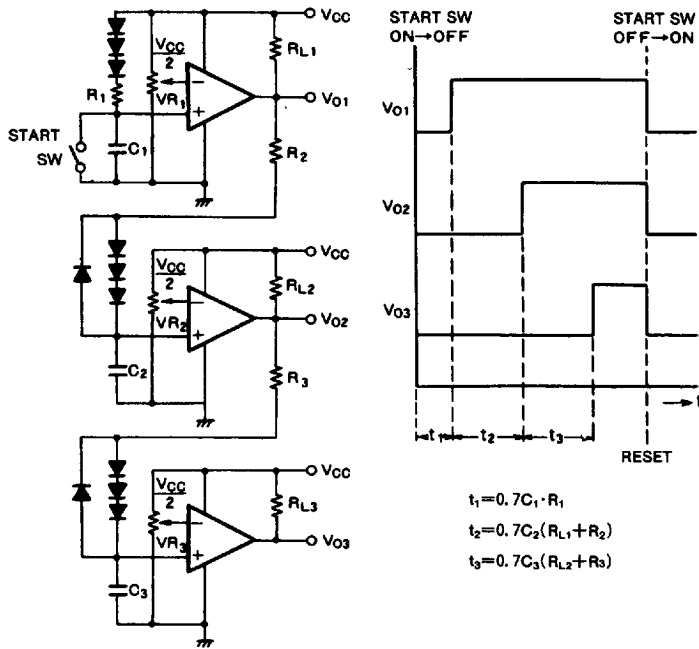 VCC
VCC
2
RL1
R1
VR1
−
+
VO1
START
SW
C1
R2
VCC
VCC
2
RL2
VR2
−
+
VO2
C2
R3
VCC
VCC
2
RL3
VR3
−
+
VO3
C3
START SW
ON→OFF
START SW
OFF→ON
VO1
VO2
VO3
t1
t2
t3
t
RESET
t1=0.7C1·R1
t2=0.7C2(RL1+R2)
t3=0.7C3(RL2+R3)